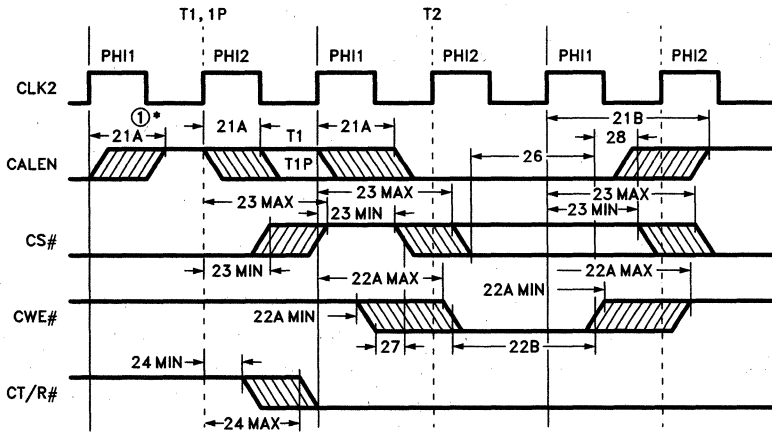 T1, 1P T2
PHI1 PHI2 PHI1 PHI2 PHI1 PHI2
CLK2
①* 21B
21A 21A T1 21A 28
CALEN T1P 26
23 MAX 23 MAX 23 MAX
23 MIN 23 MIN
CS#
23 MIN 22A MAX 22A MAX
22A MIN
CWE#
22A MIN
27 22B
24 MIN
CT/R#
24 MAX